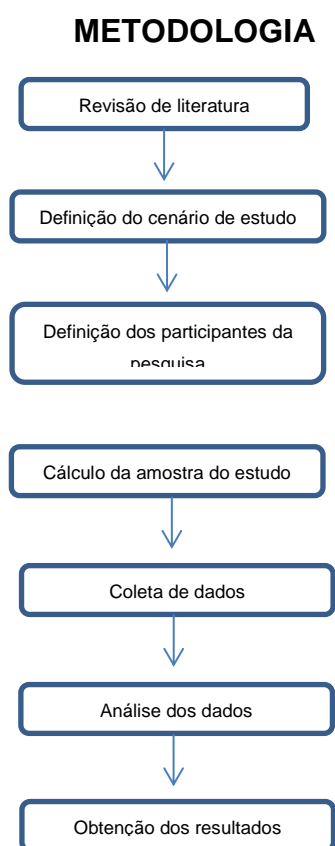 METODOLOGIA
Revisão de literatura
Definição do cenário de estudo
Definição dos participantes da
pesquisa
Cálculo da amostra do estudo
Coleta de dados
Análise dos dados
Obtenção dos resultados